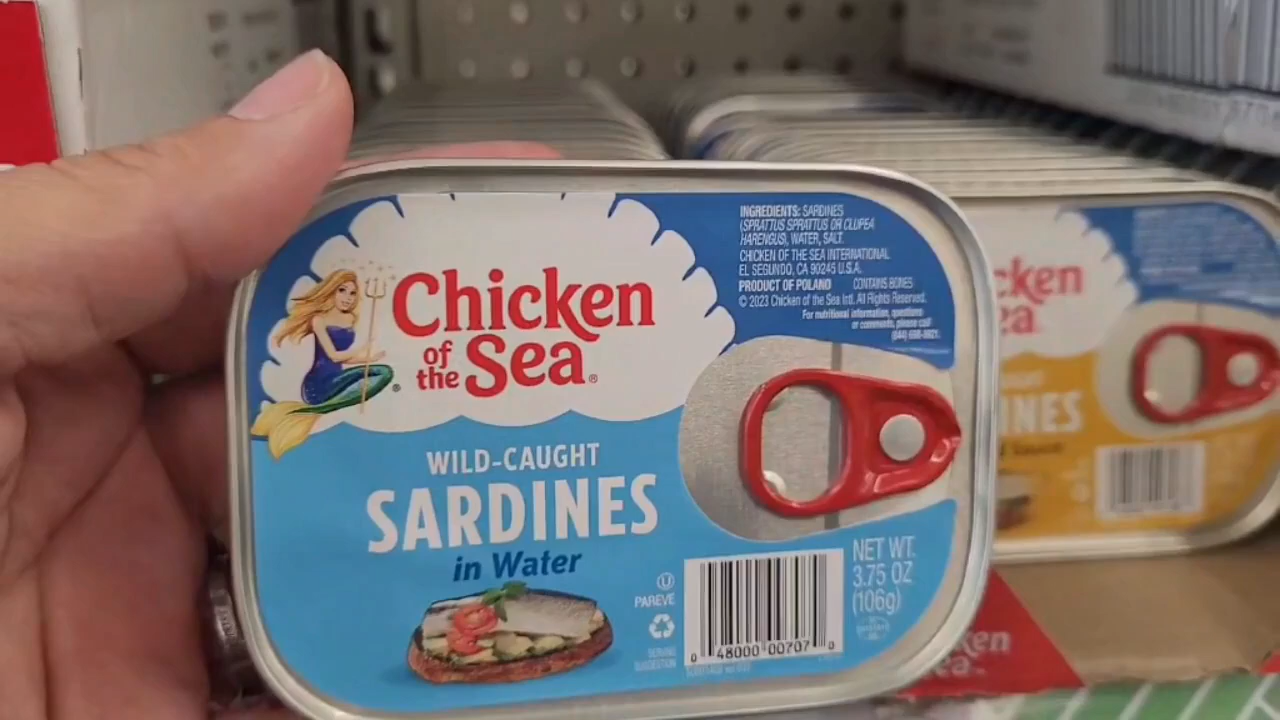 Chicken
of
the Sea®
WILD-CAUGHT
SARDINES
in Water
INGREDIENTS: SARDINES
(SPRATTUS SPRATTUS OR CLUPEA
HARENGUS), WATER, SALT.
CHICKEN OF THE SEA INTERNATIONAL
EL SEGUNDO, CA 90245 U.S.A.
PRODUCT OF POLAND CONTAINS BONES
© 2023 Chicken of the Sea Intl. All Rights Reserved.
For nutritional information, questions
or comments, please call
U
PAREVE
SERVING
SUGGESTION
0 48000 00707 0
NET WT.
3.75 OZ
(106g)
cken
ea
INES
Sauce
ken
ea